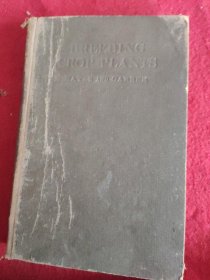 BREEDING
CROP PLANTS
HAYES AND GARBER